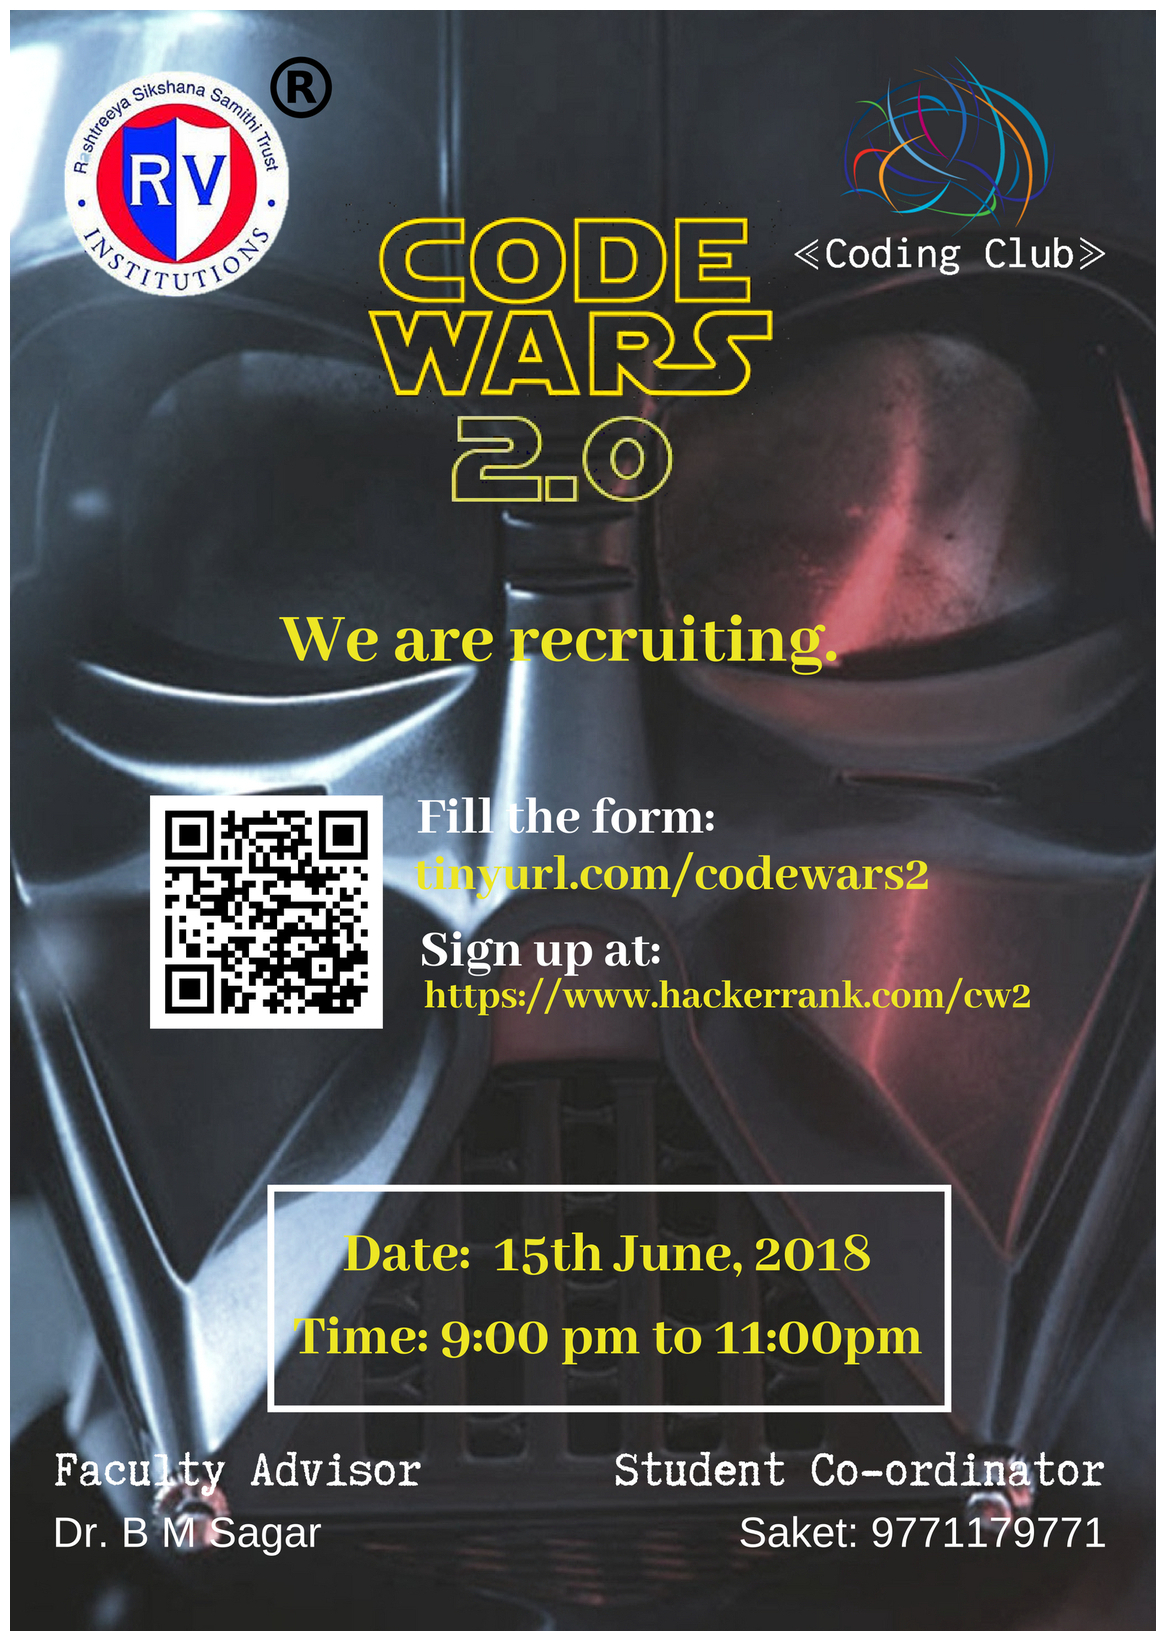 Rashtreeya Sikshana Samithi Trust
RV
INSTITUTIONS
®
≪Coding Club≫
CODE
WARS
2.0
We are recruiting.
Fill the form:
tinyurl.com/codewars2
Sign up at:
https://www.hackerrank.com/cw2
Date: 15th June, 2018
Time: 9:00 pm to 11:00pm
Faculty Advisor
Dr. B M Sagar
Student Co-ordinator
Saket: 9771179771